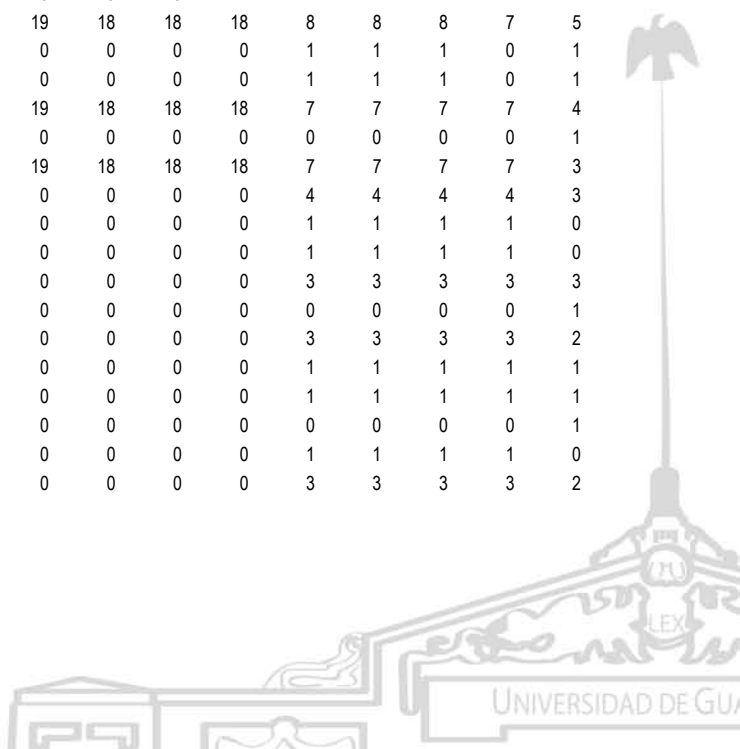 19 18 18 18 8 8 8 7 5
0 0 0 0 1 1 1 0 1
0 0 0 0 1 1 1 0 1
19 18 18 18 7 7 7 7 4
0 0 0 0 0 0 0 0 1
19 18 18 18 7 7 7 7 3
0 0 0 0 4 4 4 4 3
0 0 0 0 1 1 1 1 0
0 0 0 0 1 1 1 1 0
0 0 0 0 3 3 3 3 3
0 0 0 0 0 0 0 0 1
0 0 0 0 3 3 3 3 2
0 0 0 0 1 1 1 1 1
0 0 0 0 1 1 1 1 1
0 0 0 0 0 0 0 0 1
0 0 0 0 1 1 1 1 0
0 0 0 0 3 3 3 3 2
LEX
UNIVERSIDAD DE